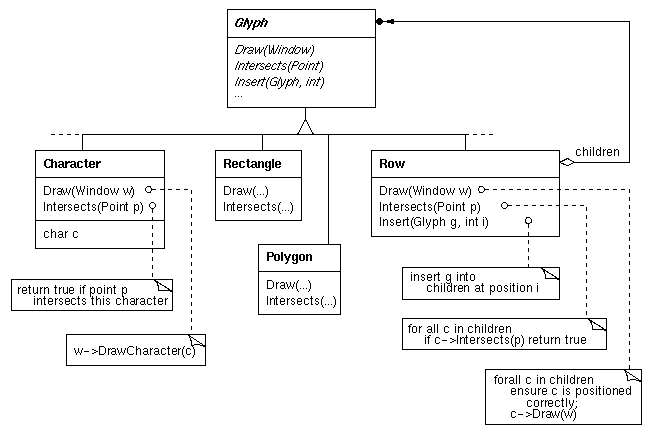 Glyph
Draw(Window)
Intersects(Point)
Insert(Glyph, int)
...
children
Character
Draw(Window w)
Intersects(Point p)
char c
Rectangle
Draw(...)
Intersects(...)
Row
Draw(Window w)
Intersects(Point p)
Insert(Glyph g, int i)
Polygon
Draw(...)
Intersects(...)
return true if point p
intersects this character
w->DrawCharacter(c)
insert g into
children at position i
for all c in children
if c->Intersects(p) return true
forall c in children
ensure c is positioned
correctly;
c->Draw(w)